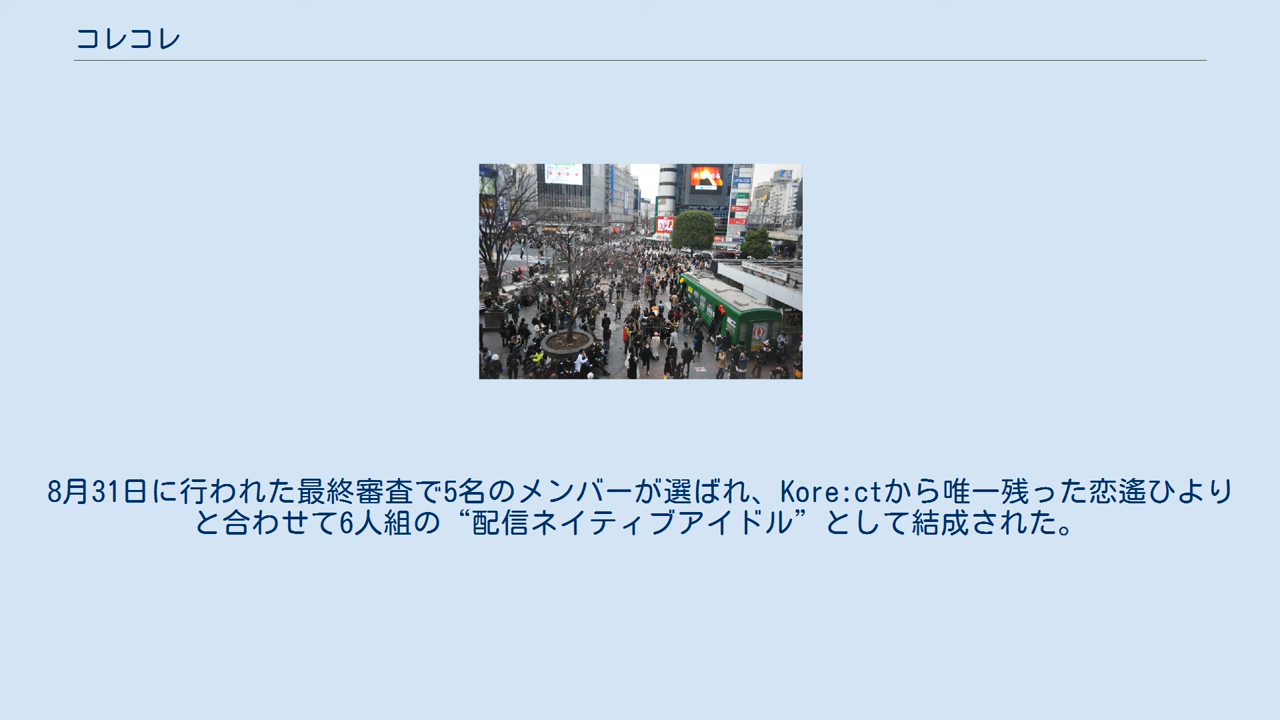 コレコレ
8月31日に行われた最終審査で5名のメンバーが選ばれ、Kore:ctから唯一残った恋遙ひより
と合わせて6人組の“配信ネイティブアイドル”として結成された。